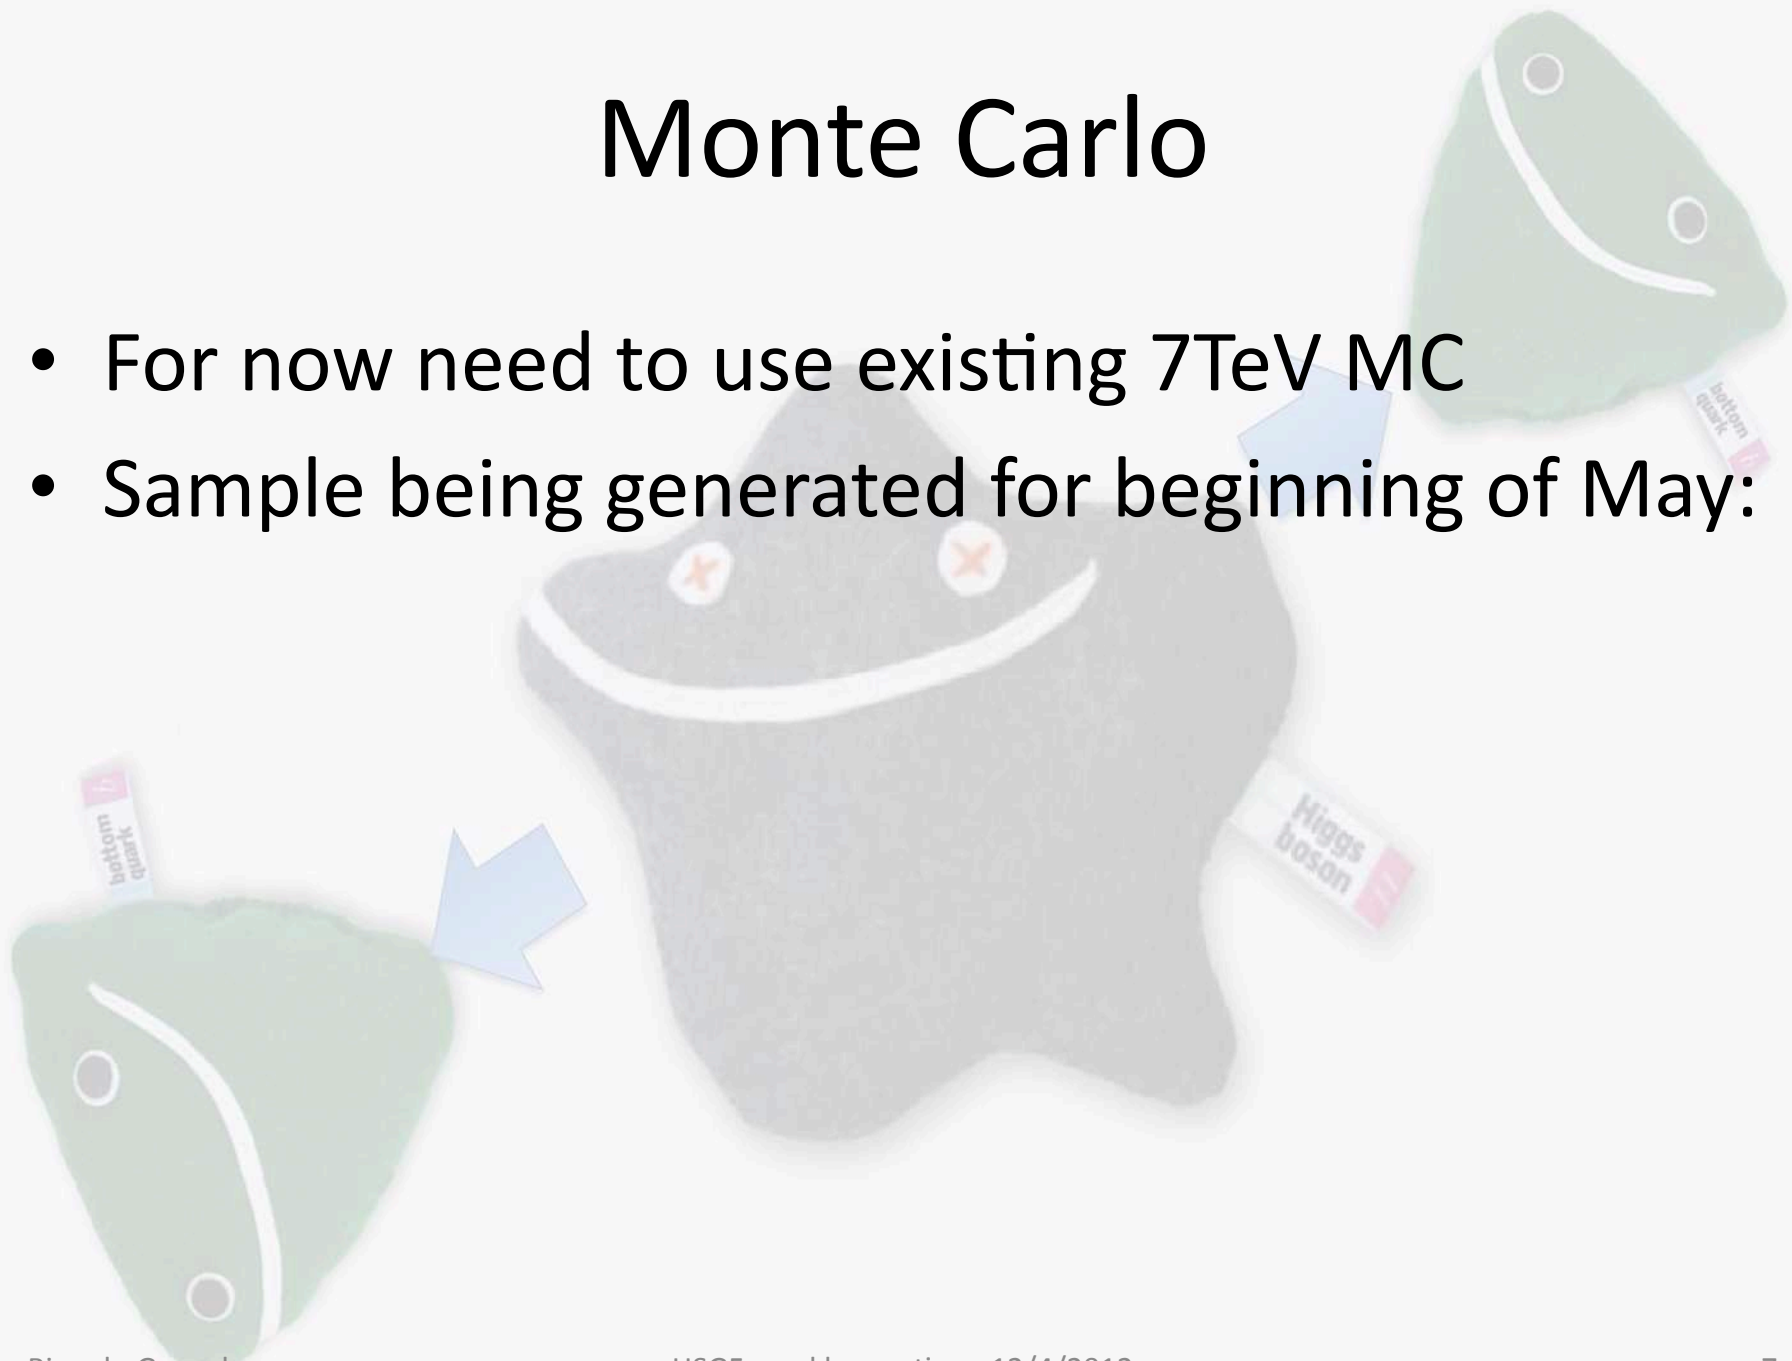 Monte Carlo
• For now need to use existing 7TeV MC
• Sample being generated for beginning of May:
bottom
quark
Higgs
boson
bottom
quark